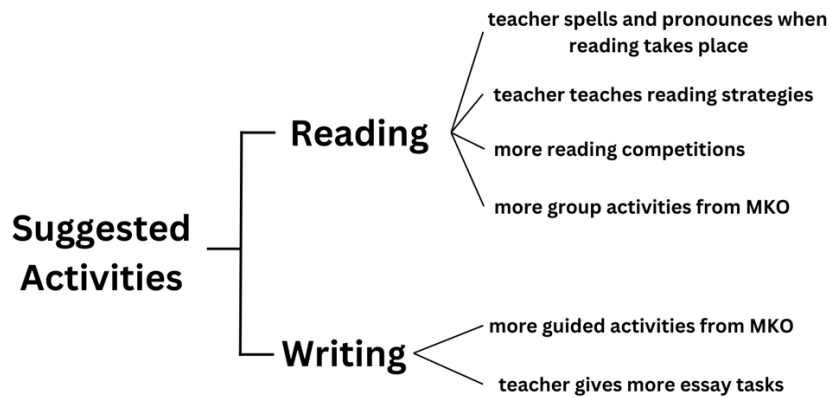 Suggested
Activities
Reading
teacher spells and pronounces when
reading takes place
teacher teaches reading strategies
more reading competitions
more group activities from MKO
Writing
more guided activities from MKO
teacher gives more essay tasks